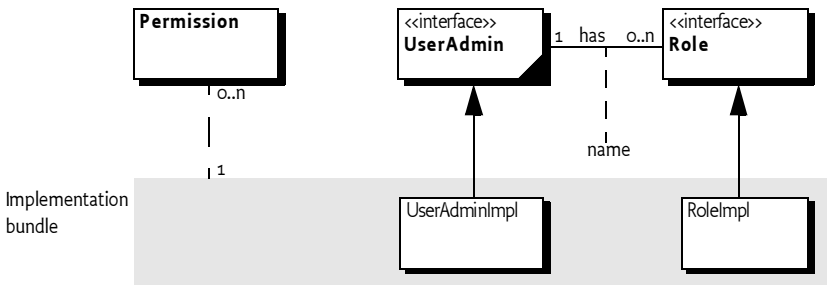 Permission
<<interface>>
UserAdmin
1 has 0..n
<<interface>>
Role
0..n
name
1
Implementation
bundle
UserAdminImpl
RoleImpl